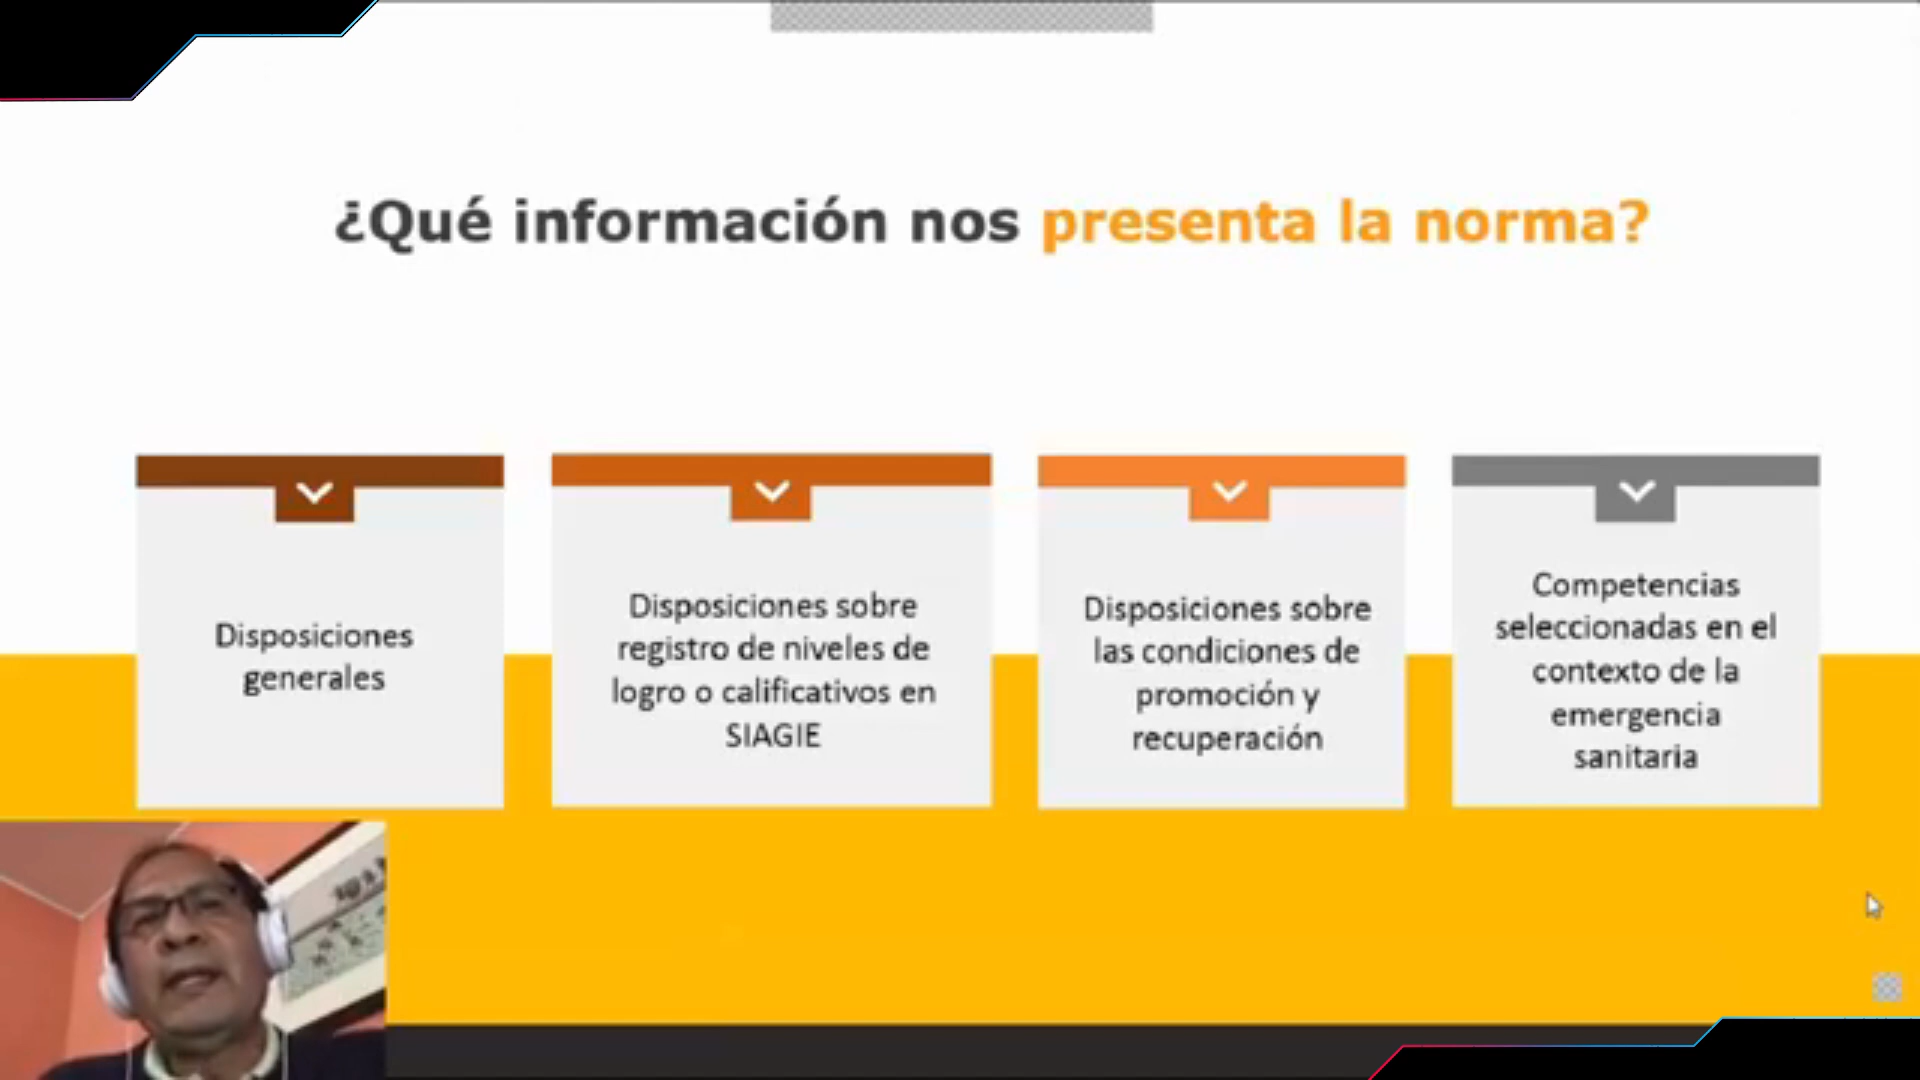 ¿Qué información nos presenta la norma?
Disposiciones
generales
Disposiciones sobre
registro de niveles de
logro o calificativos en
SIAGIE
Disposiciones sobre
las condiciones de
promoción y
recuperación
Competencias
seleccionadas en el
contexto de la
emergencia
sanitaria